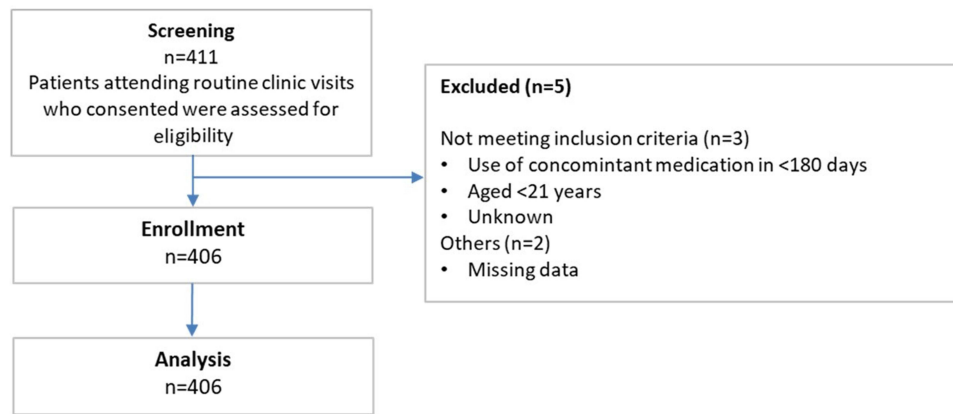 Screening
n=411
Patients attending routine clinic visits
who consented were assessed for
eligibility
Excluded (n=5)
Not meeting inclusion criteria (n=3)
• Use of concomintant medication in <180 days
• Aged <21 years
• Unknown
Others (n=2)
• Missing data
Enrollment
n=406
Analysis
n=406